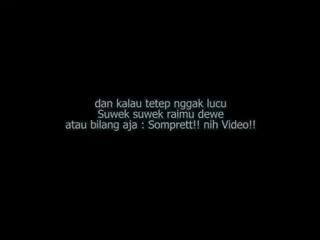 dan kalau tetep nggak lucu
Suwek suwek raimu dewe
atau bilang aja : Somprett!! nih Video!!